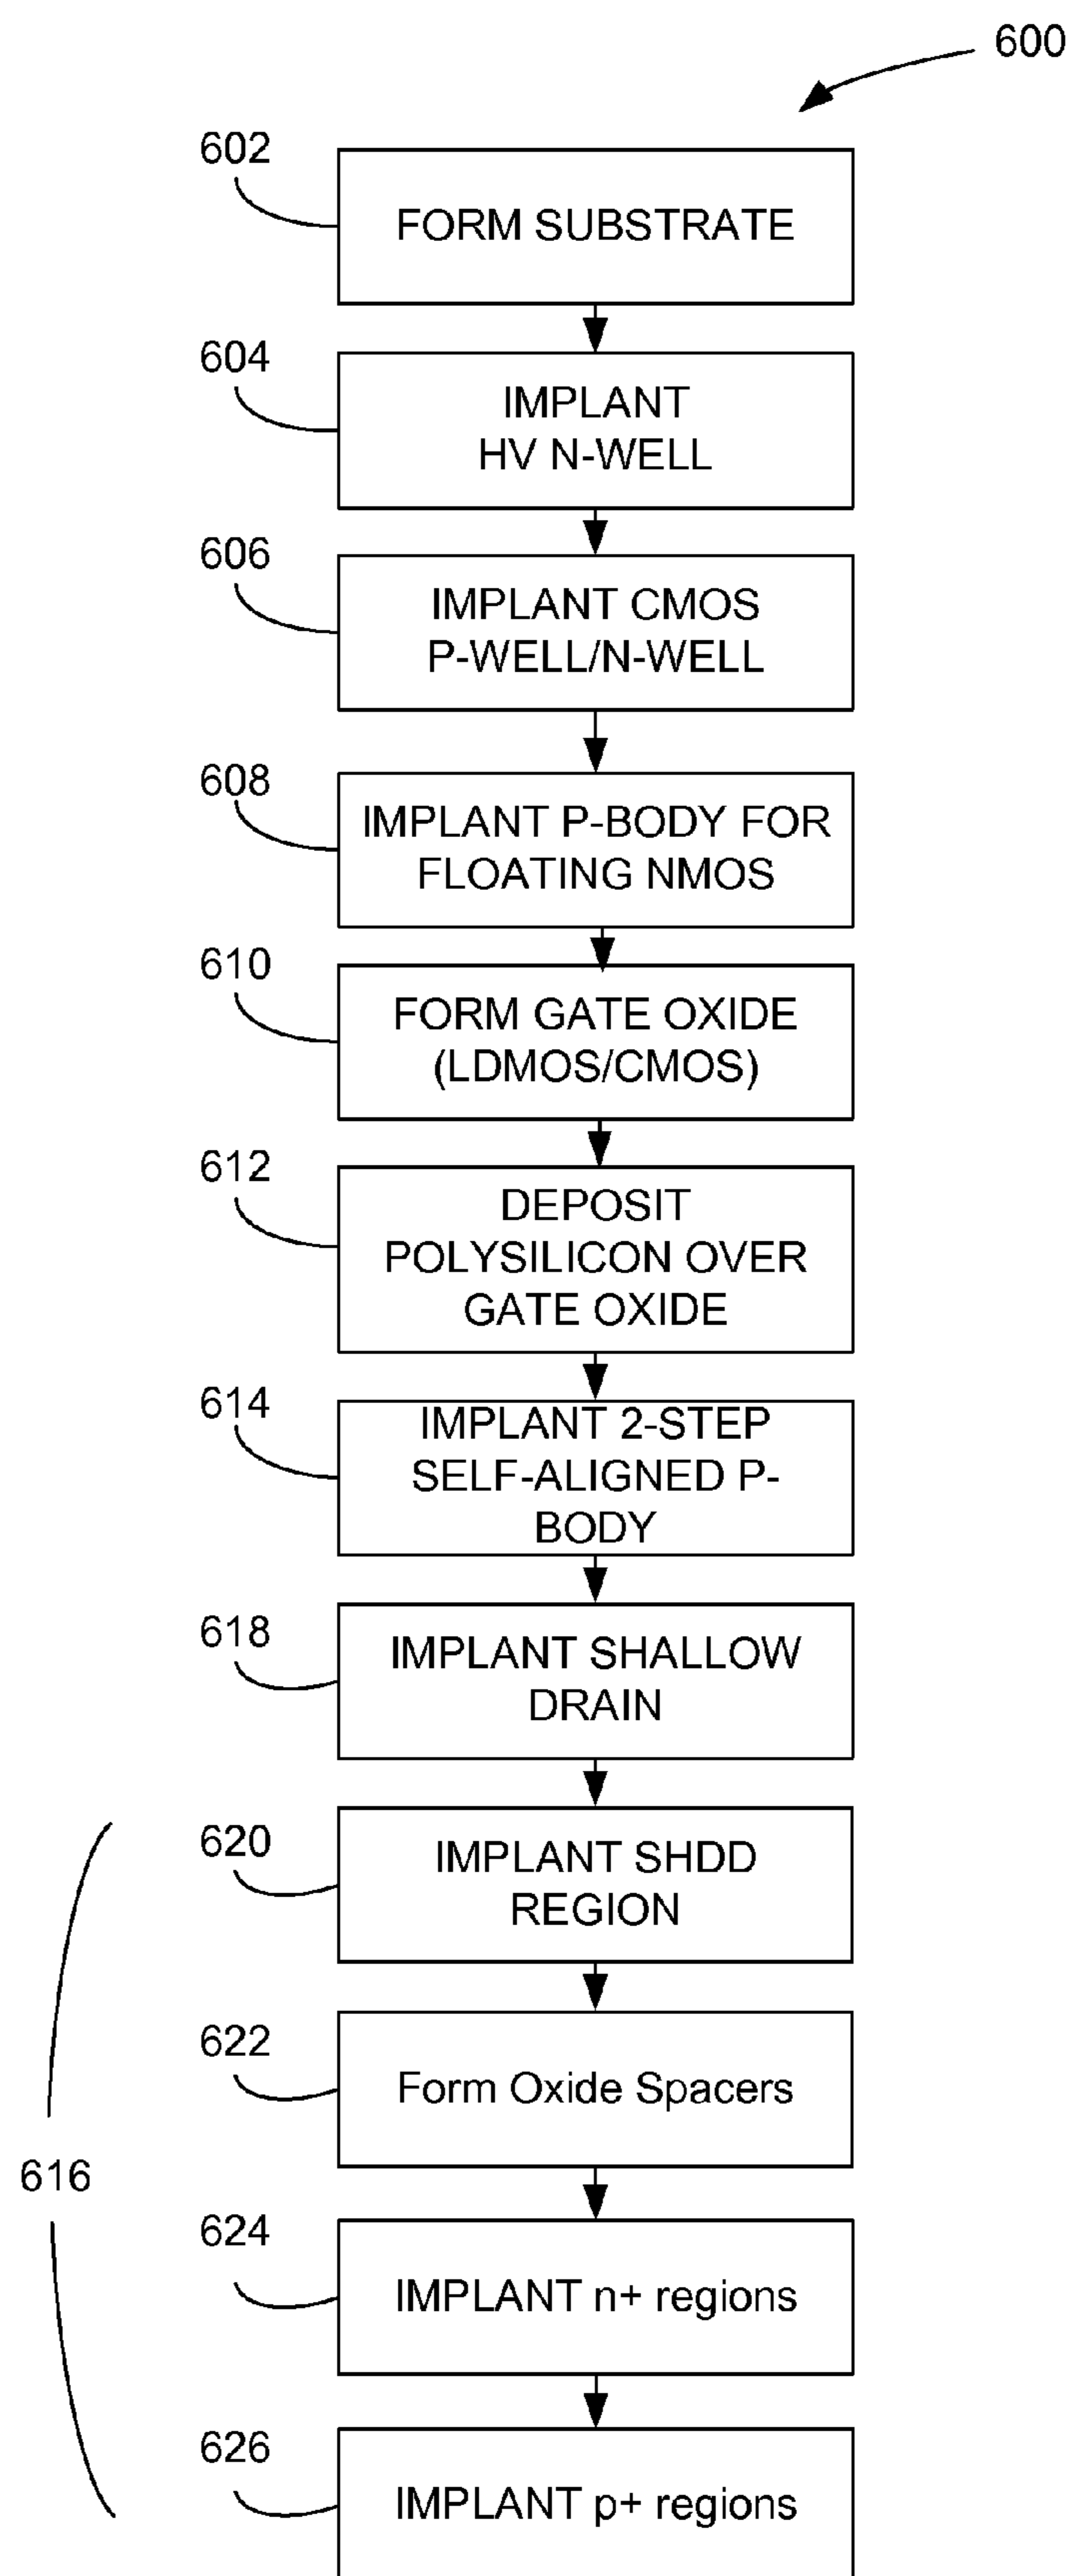 600
602
FORM SUBSTRATE
604
IMPLANT
HV N-WELL
606
IMPLANT CMOS
P-WELL/N-WELL
608
IMPLANT P-BODY FOR
FLOATING NMOS
610
FORM GATE OXIDE
(LDMOS/CMOS)
612
DEPOSIT
POLYSILICON OVER
GATE OXIDE
614
IMPLANT 2-STEP
SELF-ALIGNED P-
BODY
618
IMPLANT SHALLOW
DRAIN
620
IMPLANT SHDD
REGION
622
Form Oxide Spacers
616
624
IMPLANT n+ regions
626
IMPLANT p+ regions